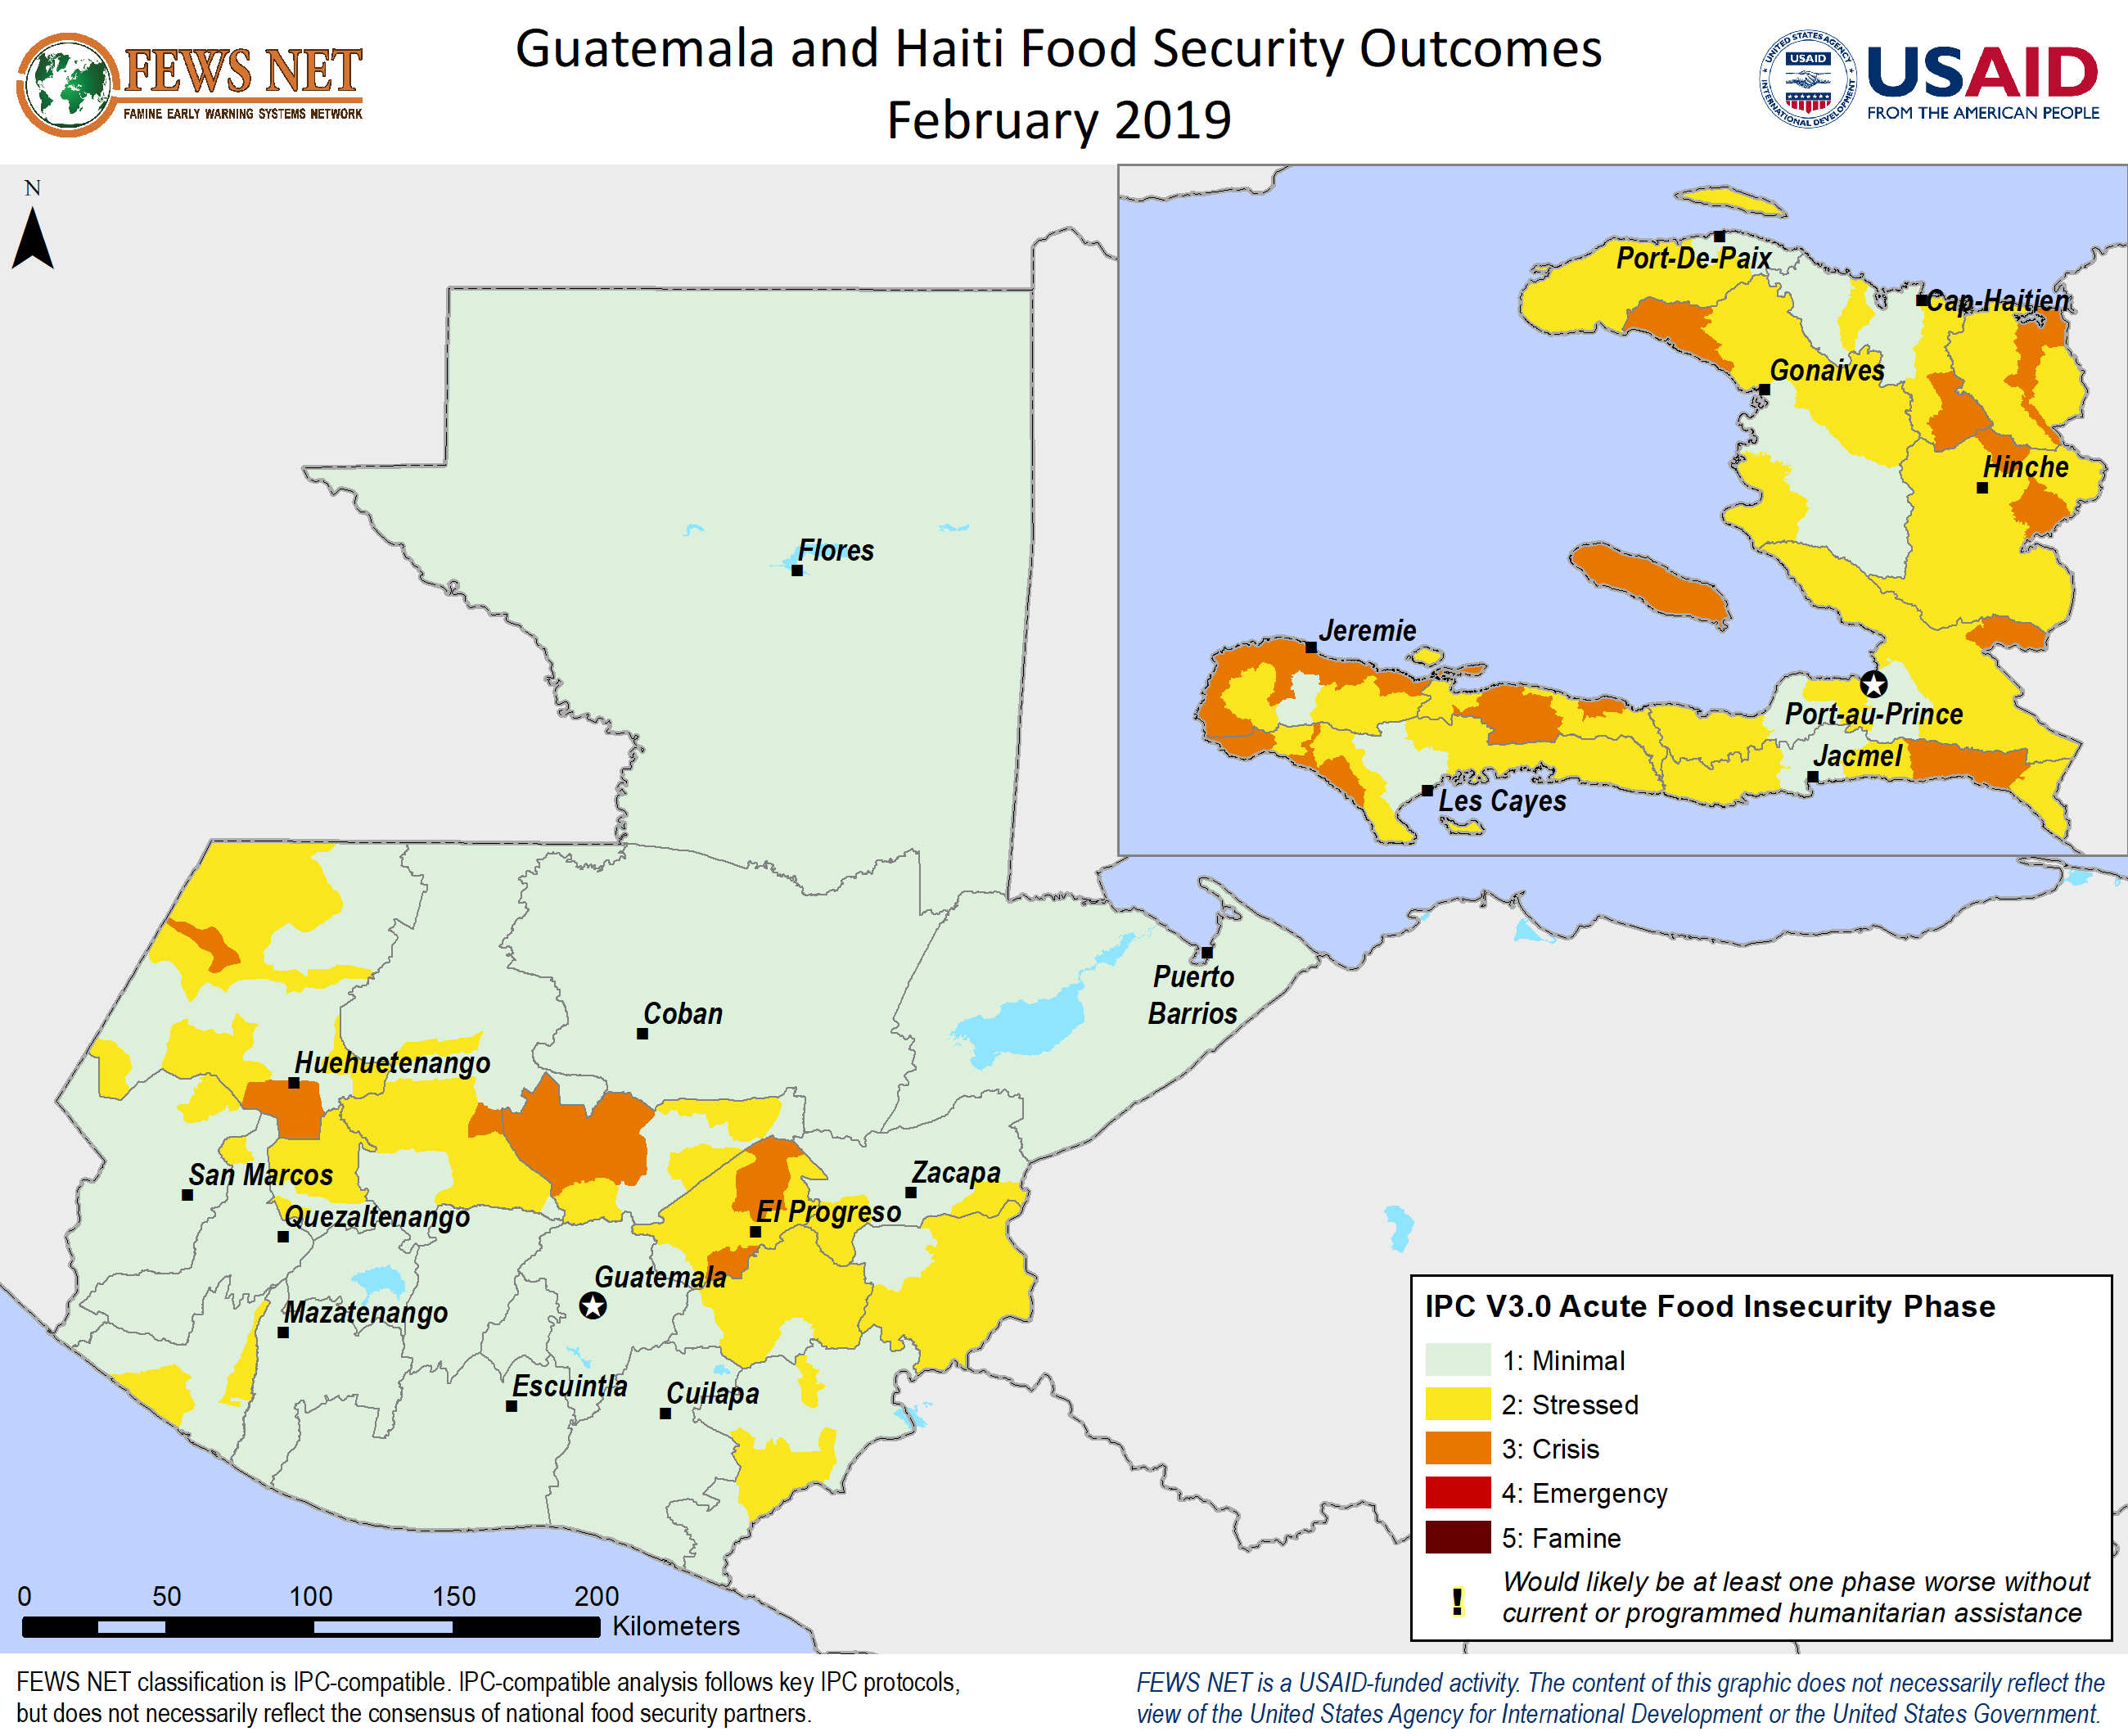 FEWS NET
FAMINE EARLY WARNING SYSTEMS NETWORK
Guatemala and Haiti Food Security Outcomes
February 2019
UNITED STATES AGENCY
USAID
INTERNATIONAL DEVELOPMENT
USAID
FROM THE AMERICAN PEOPLE
N
Port-De-Paix
Cap-Haitien
Gonaives
Hinche
Jeremie
Port-au-Prince
Jacmel
Les Cayes
Flores
Puerto
Barrios
Coban
Huehuetenango
San Marcos
Zacapa
Quezaltenango
El Progreso
Guatemala
Mazatenango
Escuintla
Cuilapa
IPC V3.0 Acute Food Insecurity Phase
1: Minimal
2: Stressed
3: Crisis
4: Emergency
5: Famine
! Would likely be at least one phase worse without
current or programmed humanitarian assistance
0 50 100 150 200
Kilometers
FEWS NET classification is IPC-compatible. IPC-compatible analysis follows key IPC protocols,
but does not necessarily reflect the consensus of national food security partners.
FEWS NET is a USAID-funded activity. The content of this graphic does not necessarily reflect the
view of the United States Agency for International Development or the United States Government.